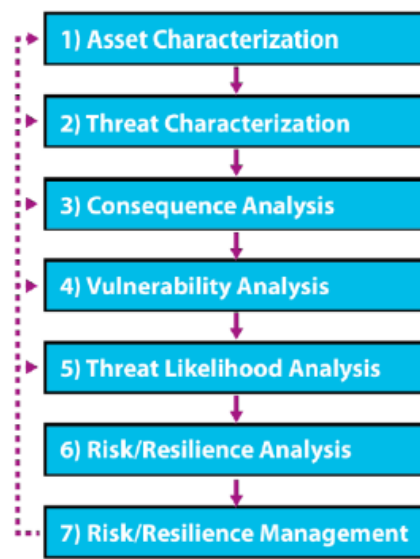 1) Asset Characterization
2) Threat Characterization
3) Consequence Analysis
4) Vulnerability Analysis
5) Threat Likelihood Analysis
6) Risk/Resilience Analysis
7) Risk/Resilience Management